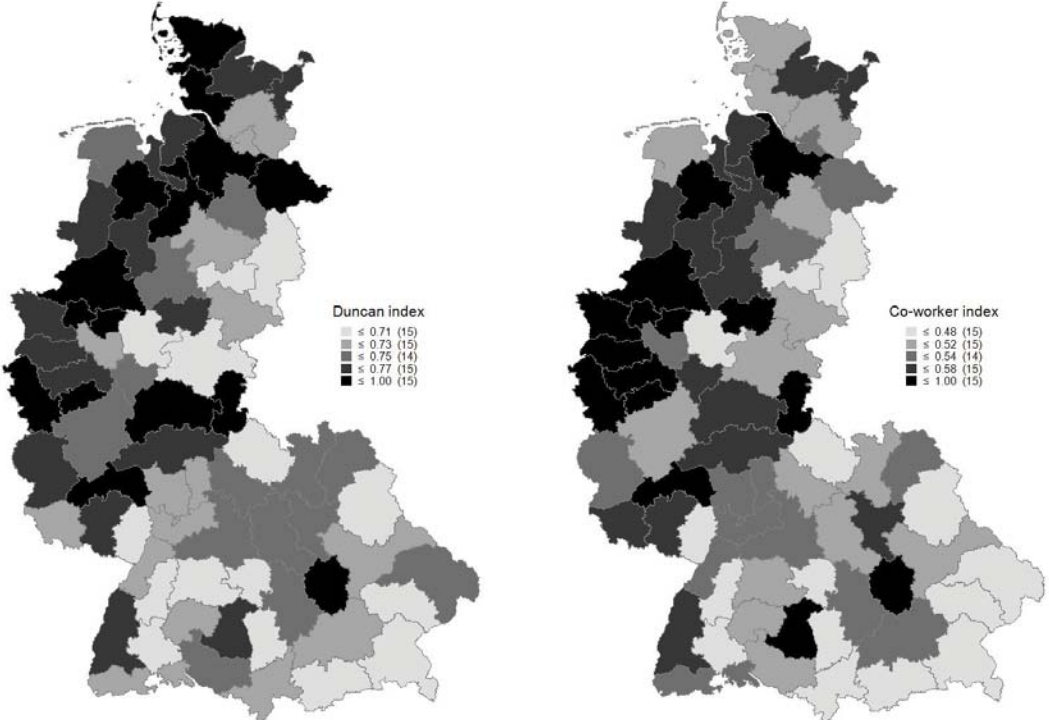 Duncan index
≤ 0.71 (15)
≤ 0.73 (15)
≤ 0.75 (14)
≤ 0.77 (15)
≤ 1.00 (15)
Co-worker index
≤ 0.48 (15)
≤ 0.52 (15)
≤ 0.54 (14)
≤ 0.58 (15)
≤ 1.00 (15)